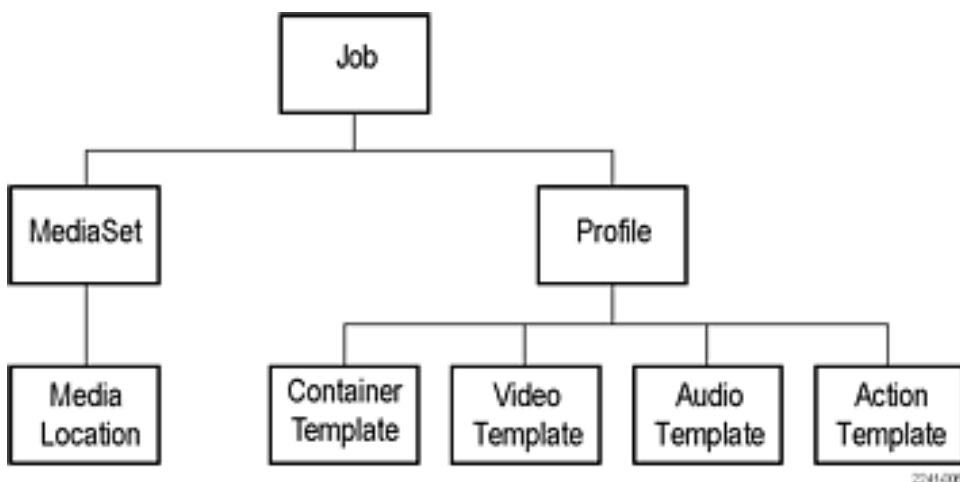 Job
MediaSet
Profile
Media
Location
Container
Template
Video
Template
Audio
Template
Action
Template